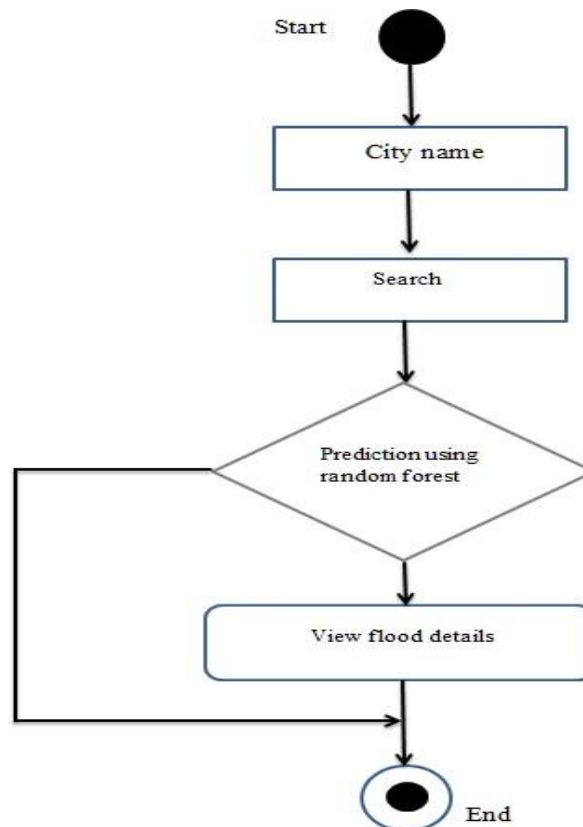 Start
City name
Search
Prediction using
random forest
View flood details
End